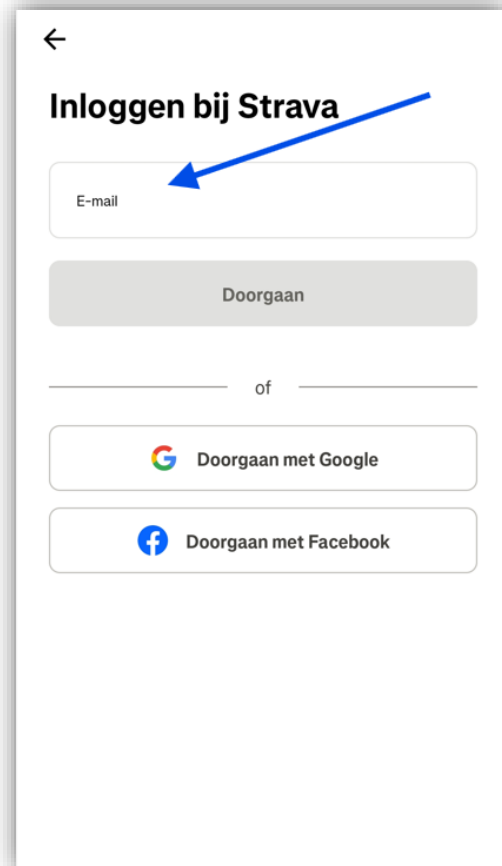 Inloggen bij Strava
E-mail
Doorgaan
of
Doorgaan met Google
Doorgaan met Facebook